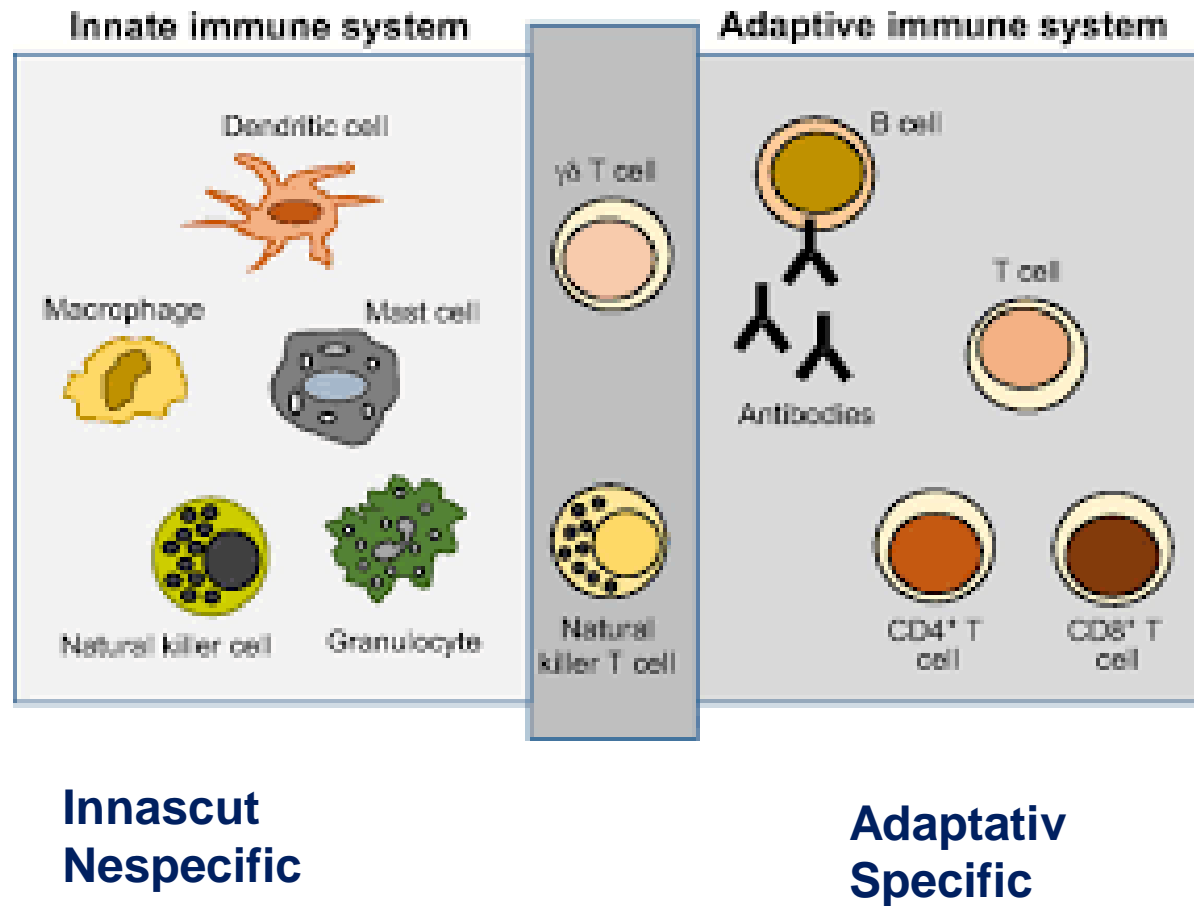 Innate immune system
Adaptive immune system
Dendritic cell
Macrophage
Mast cell
Natural killer cell
Granulocyte
γδ T cell
Natural
killer T cell
B cell
Antibodies
T cell
CD4⁺ T
cell
CD8⁺ T
cell
Innascut
Nespecific
Adaptativ
Specific